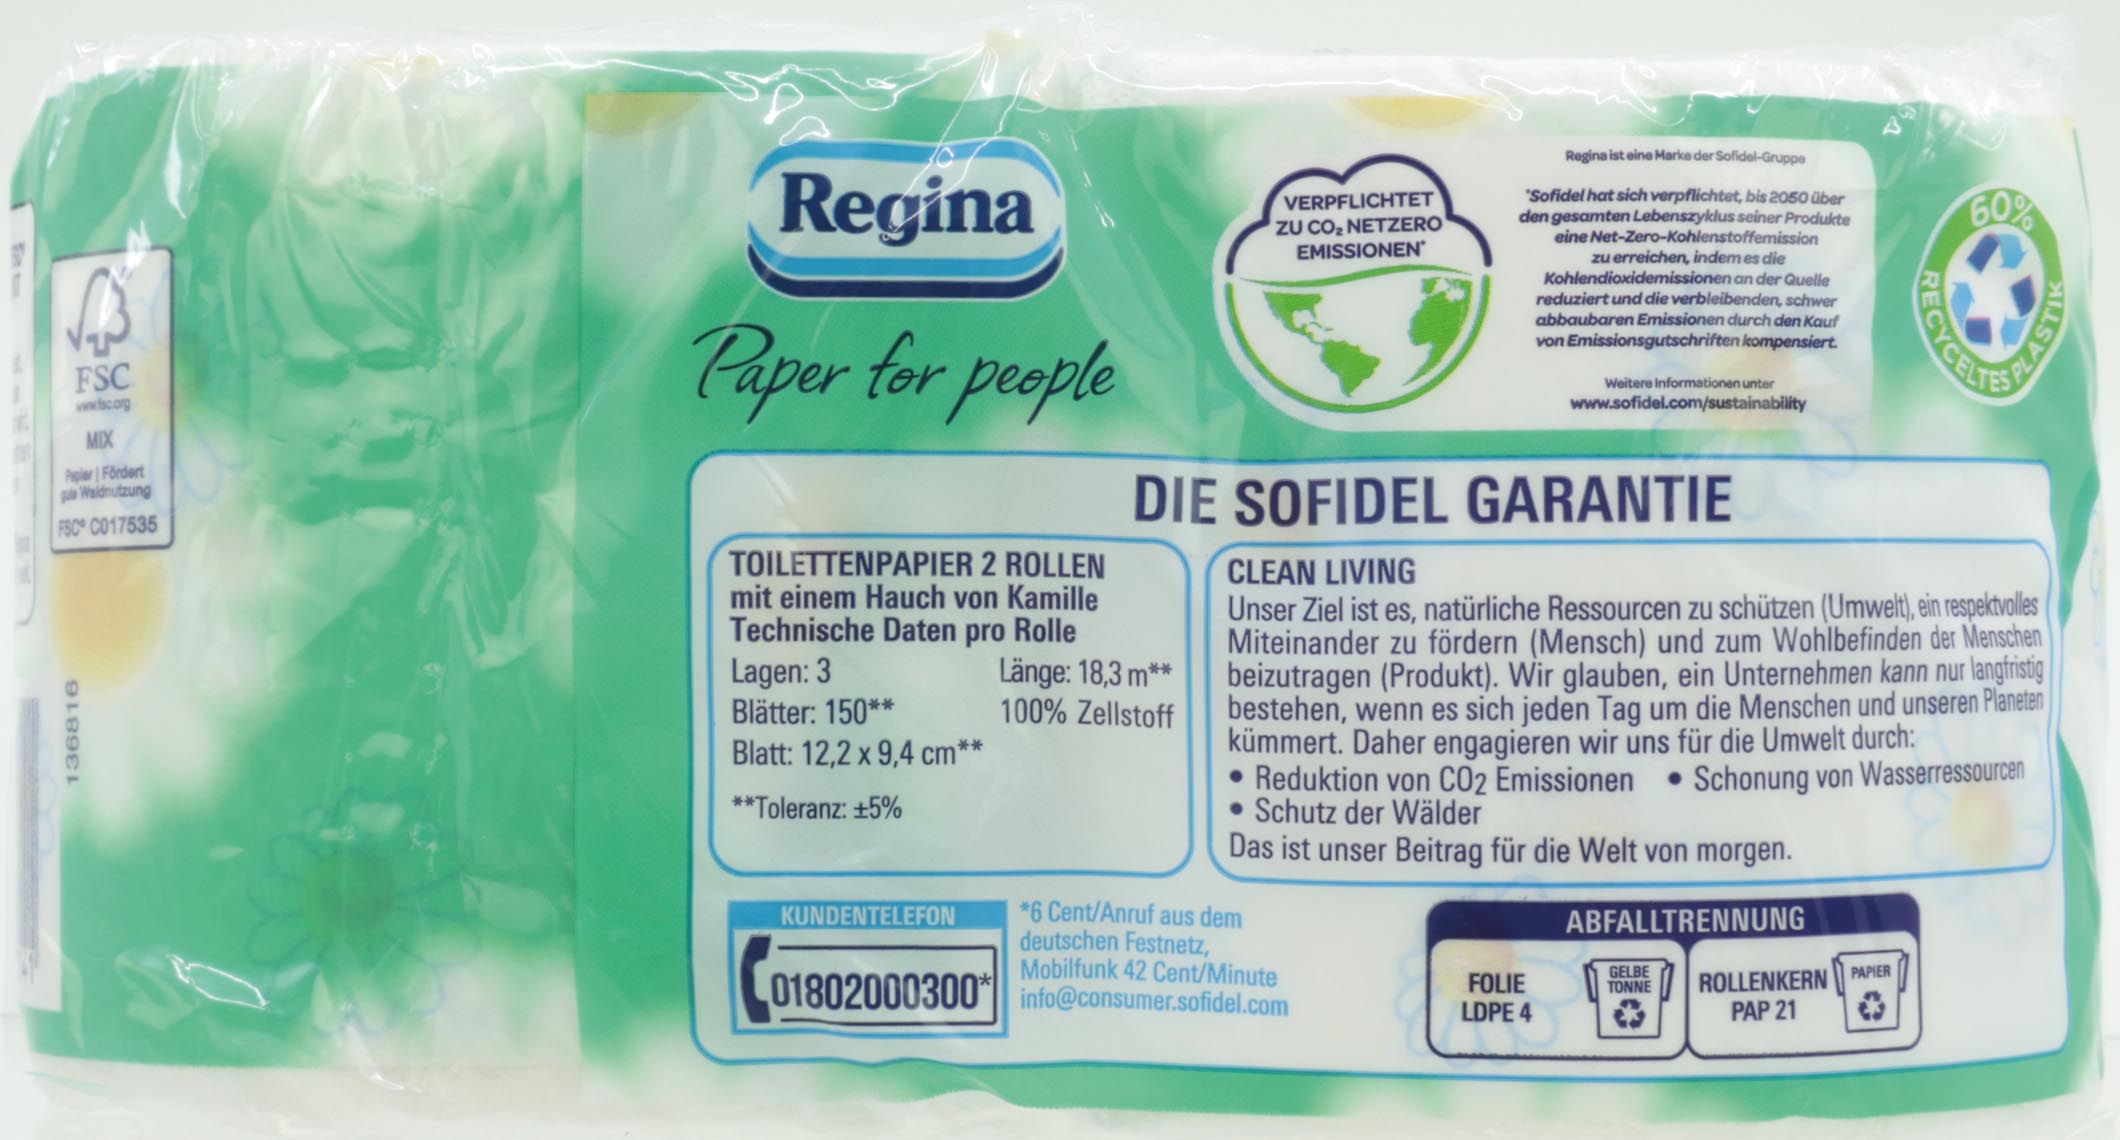 FSC
www.fsc.org
MIX
Papier | Fördert
gute Waldnutzung
FSC® C017535
136816
Regina
Paper for people
VERPFLICHTET
ZU CO₂ NETZERO
EMISSIONEN*
Regina ist eine Marke der Sofidel-Gruppe
*Sofidel hat sich verpflichtet, bis 2050 über
den gesamten Lebenszyklus seiner Produkte
eine Net-Zero-Kohlenstoffemission
zu erreichen, indem es die
Kohlendioxidemissionen an der Quelle
reduziert und die verbleibenden, schwer
abbaubaren Emissionen durch den Kauf
von Emissionsgutschriften kompensiert.
Weitere Informationen unter
www.sofidel.com/sustainability
60%
RECYCELTES PLASTIK
DIE SOFIDEL GARANTIE
TOILETTENPAPIER 2 ROLLEN
mit einem Hauch von Kamille
Technische Daten pro Rolle
Lagen: 3 Länge: 18,3 m**
Blätter: 150** 100% Zellstoff
Blatt: 12,2 x 9,4 cm**
**Toleranz: ±5%
CLEAN LIVING
Unser Ziel ist es, natürliche Ressourcen zu schützen (Umwelt), ein respektvolles
Miteinander zu fördern (Mensch) und zum Wohlbefinden der Menschen
beizutragen (Produkt). Wir glauben, ein Unternehmen kann nur langfristig
bestehen, wenn es sich jeden Tag um die Menschen und unseren Planeten
kümmert. Daher engagieren wir uns für die Umwelt durch:
• Reduktion von CO2 Emissionen • Schonung von Wasserressourcen
• Schutz der Wälder
Das ist unser Beitrag für die Welt von morgen.
KUNDENTELEFON
01802000300*
*6 Cent/Anruf aus dem
deutschen Festnetz,
Mobilfunk 42 Cent/Minute
info@consumer.sofidel.com
ABFALLTRENNUNG
FOLIE
LDPE 4
GELBE
TONNE
ROLLENKERN
PAP 21
PAPIER